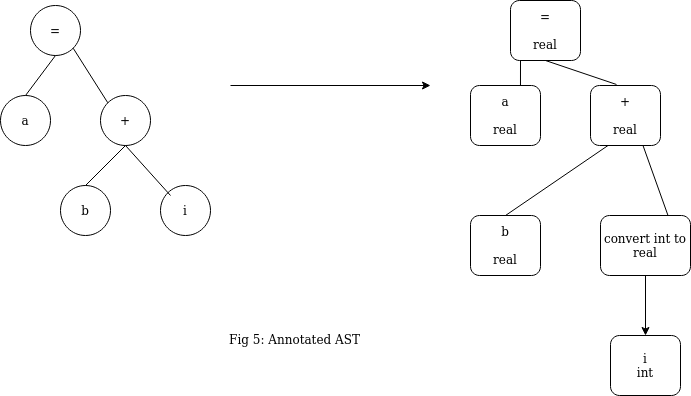 =
a
+
b
i
=
real
a
real
+
real
b
real
convert int to
real
i
int
Fig 5: Annotated AST